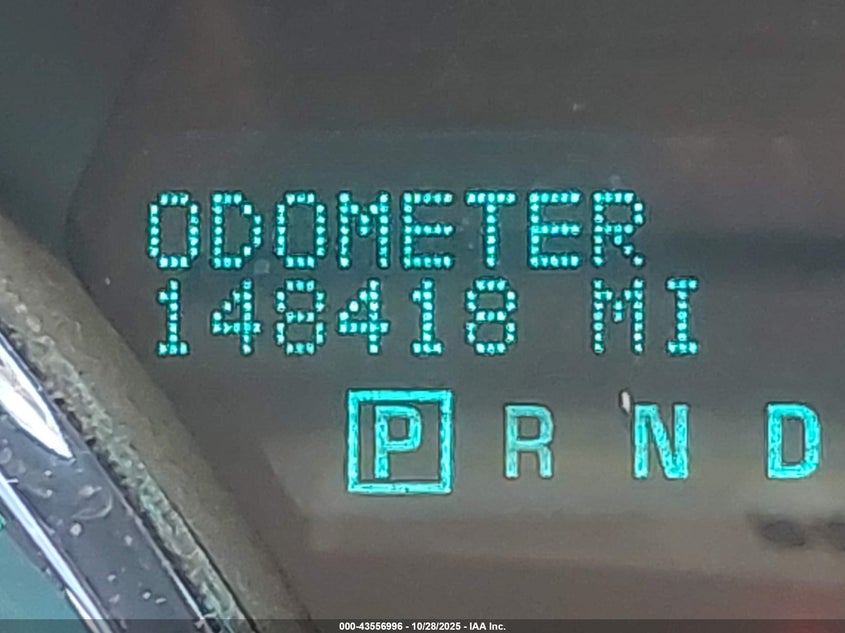 ODOMETER
148418 MI
P R N D
000-43556996 - 10/28/2025 - IAA Inc.